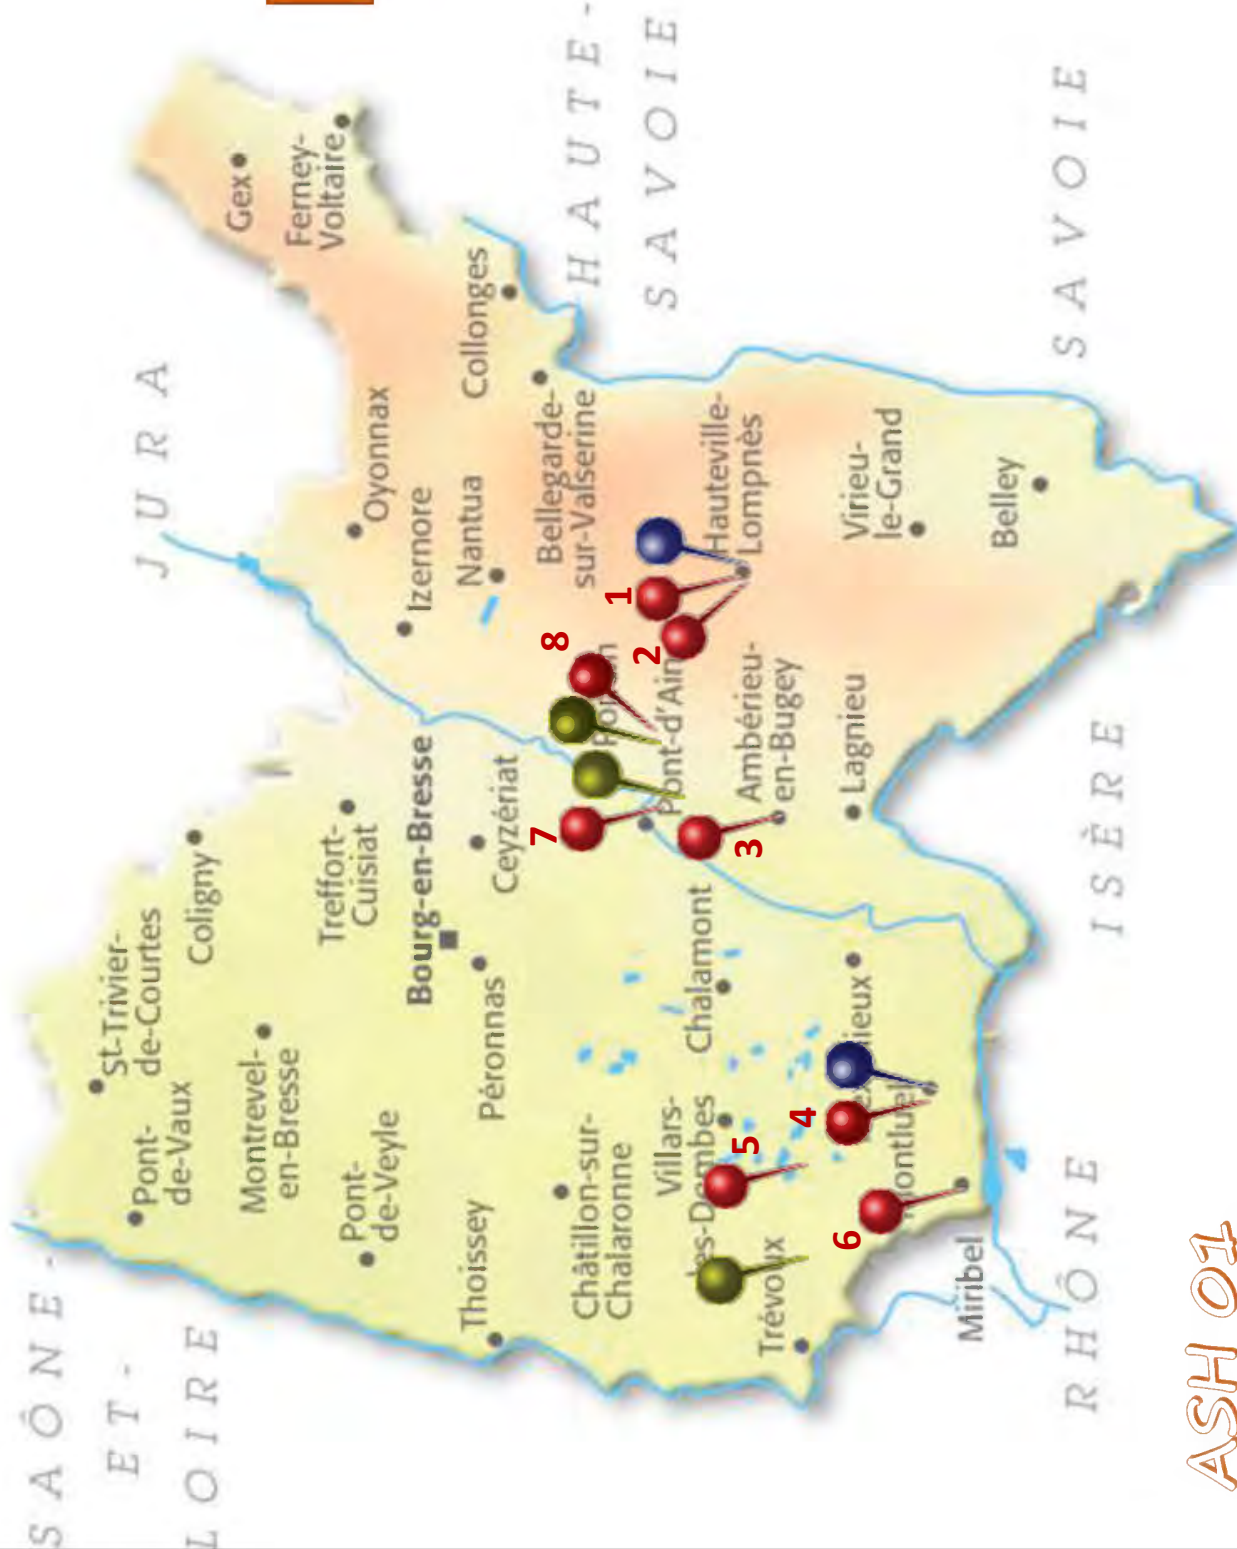 SAÔNE-
ET-
LOIRE
JURA
HAUTE-
SAVOIE
SAVOIE
ISÈRE
RHÔNE
St-Trivier-
de-Courtes
Pont-
de-Vaux
Coligny
Montrevel-
en-Bresse
Treffort-
Cuisiat
Pont-
de-Veyle
Bourg-en-Bresse
Péronnas
Ceyzériat
Thoissey
Châtillon-sur-
Chalaronne
Villars-
les-Dombes
Chalamont
Trévoux
Miribel
Pont-d'Ain
Ambérieu-
en-Bugey
Lagnieu
Gex
Ferney-
Voltaire
Collonges
Oyonnax
Izernore
Nantua
Bellegarde-
sur-Valserine
Hauteville-
Lompnès
Virieu-
le-Grand
Belley
1
2
3
4
5
6
7
8
ASH 01